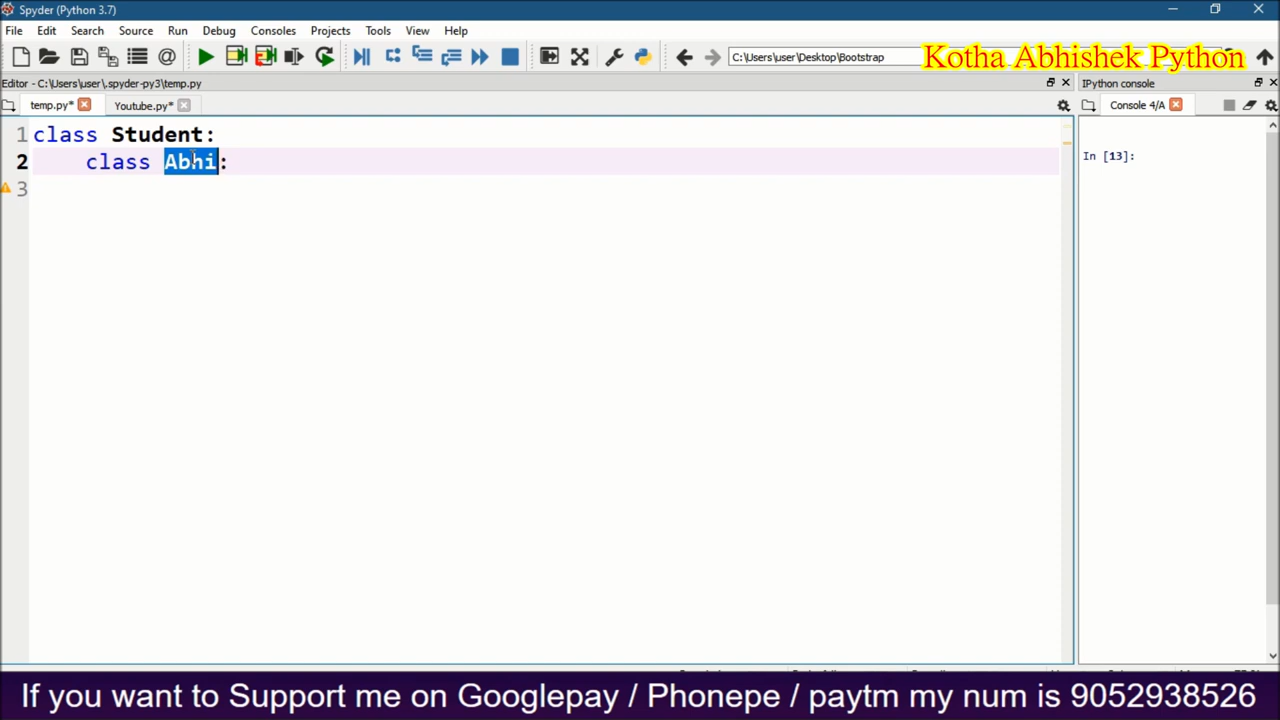 Spyder (Python 3.7)
File Edit Search Source Run Debug Consoles Projects Tools View Help
C:\Users\user\Desktop\Bootstrap
Kotha Abhishek Python
Editor - C:\Users\user\.spyder-py3\temp.py
IPython console
temp.py* Youtube.py*
Console 4/A
1 class Student:
2 class Abhi:
3
In [13]:
If you want to Support me on Googlepay / Phonepe / paytm my num is 9052938526